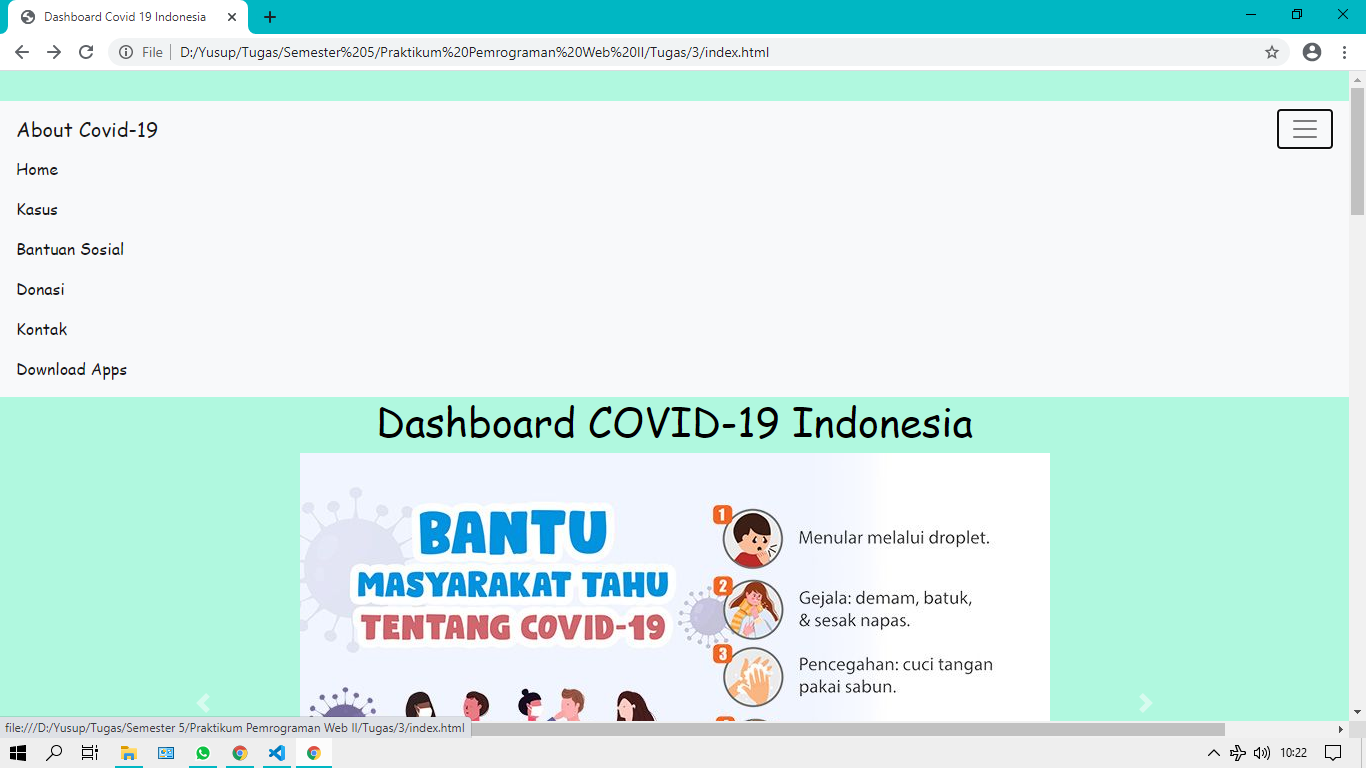 Dashboard Covid 19 Indonesia
File
D:/Yusup/Tugas/Semester%205/Praktikum%20Pemrograman%20Web%20II/Tugas/3/index.html
About Covid-19
Home
Kasus
Bantuan Sosial
Donasi
Kontak
Download Apps
Dashboard COVID-19 Indonesia
BANTU
MASYARAKAT TAHU
TENTANG COVID-19
1
Menular melalui droplet.
2
Gejala: demam, batuk,
& sesak napas.
3
Pencegahan: cuci tangan
pakai sabun.
file:///D:/Yusup/Tugas/Semester 5/Praktikum Pemrograman Web II/Tugas/3/index.html
10:22